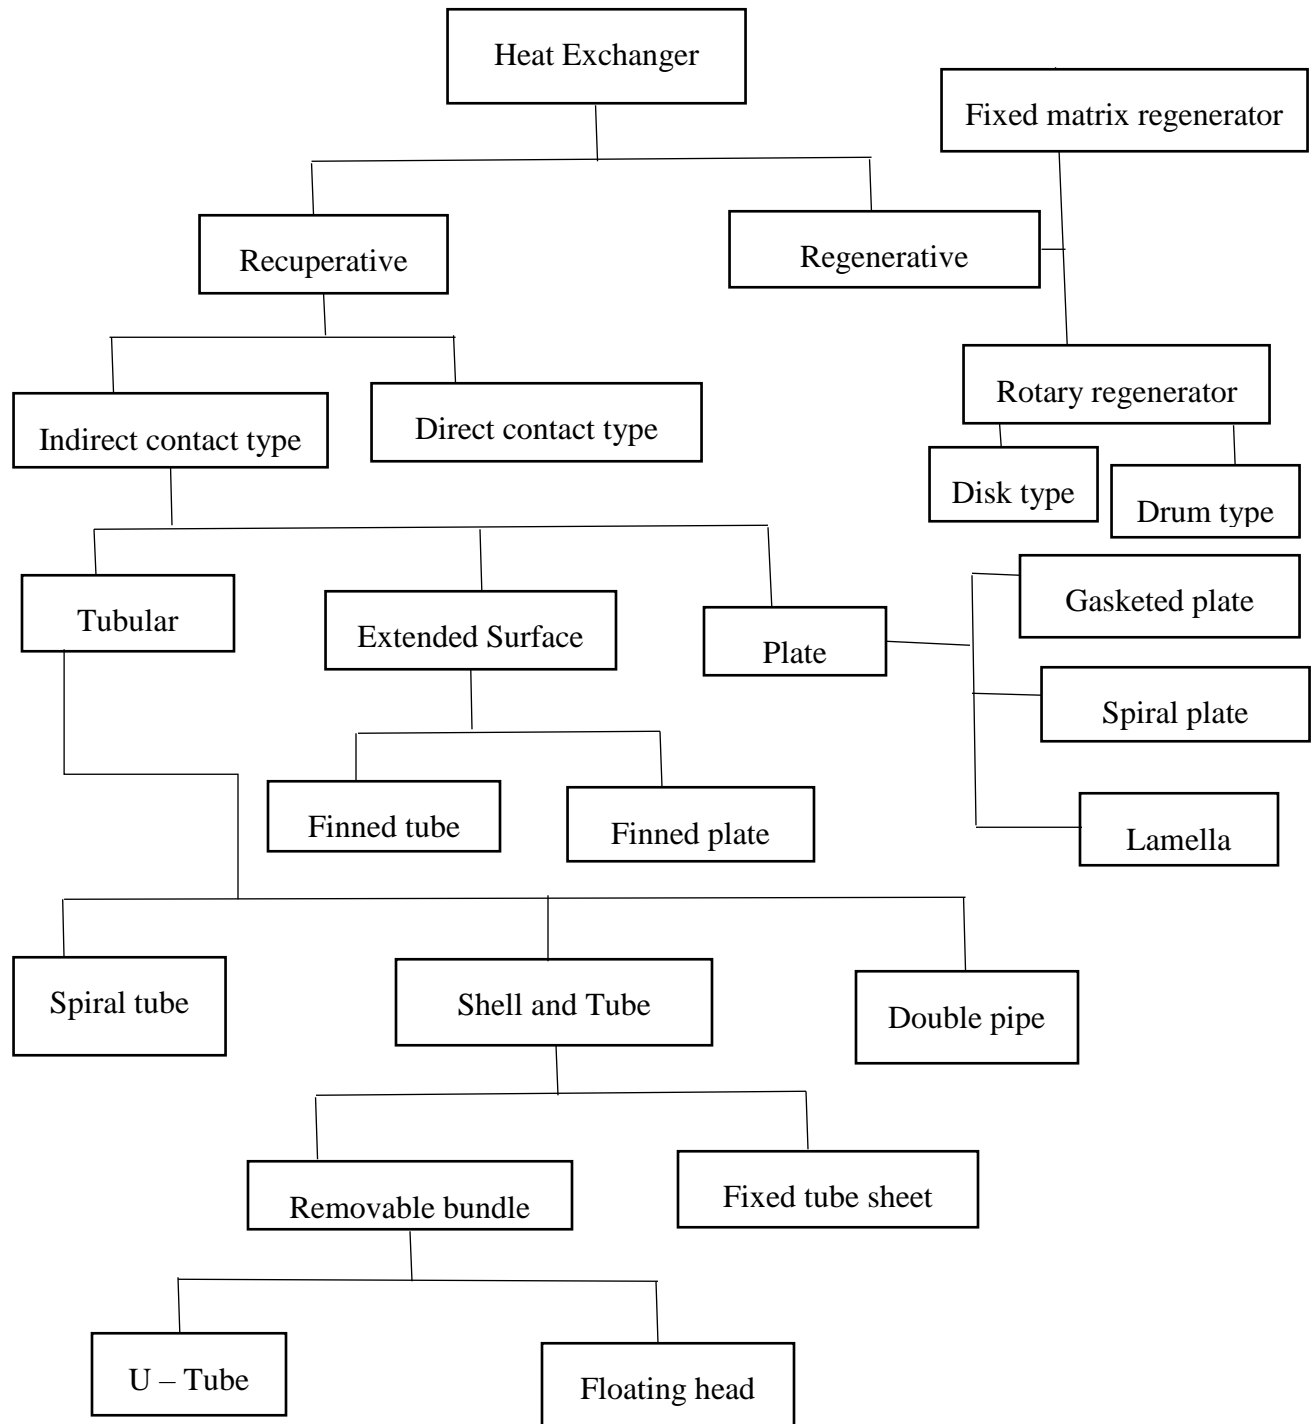 Heat Exchanger
Fixed matrix regenerator
Recuperative
Regenerative
Indirect contact type
Direct contact type
Rotary regenerator
Disk type
Drum type
Tubular
Extended Surface
Plate
Gasketed plate
Spiral plate
Lamella
Finned tube
Finned plate
Spiral tube
Shell and Tube
Double pipe
Removable bundle
Fixed tube sheet
U – Tube
Floating head